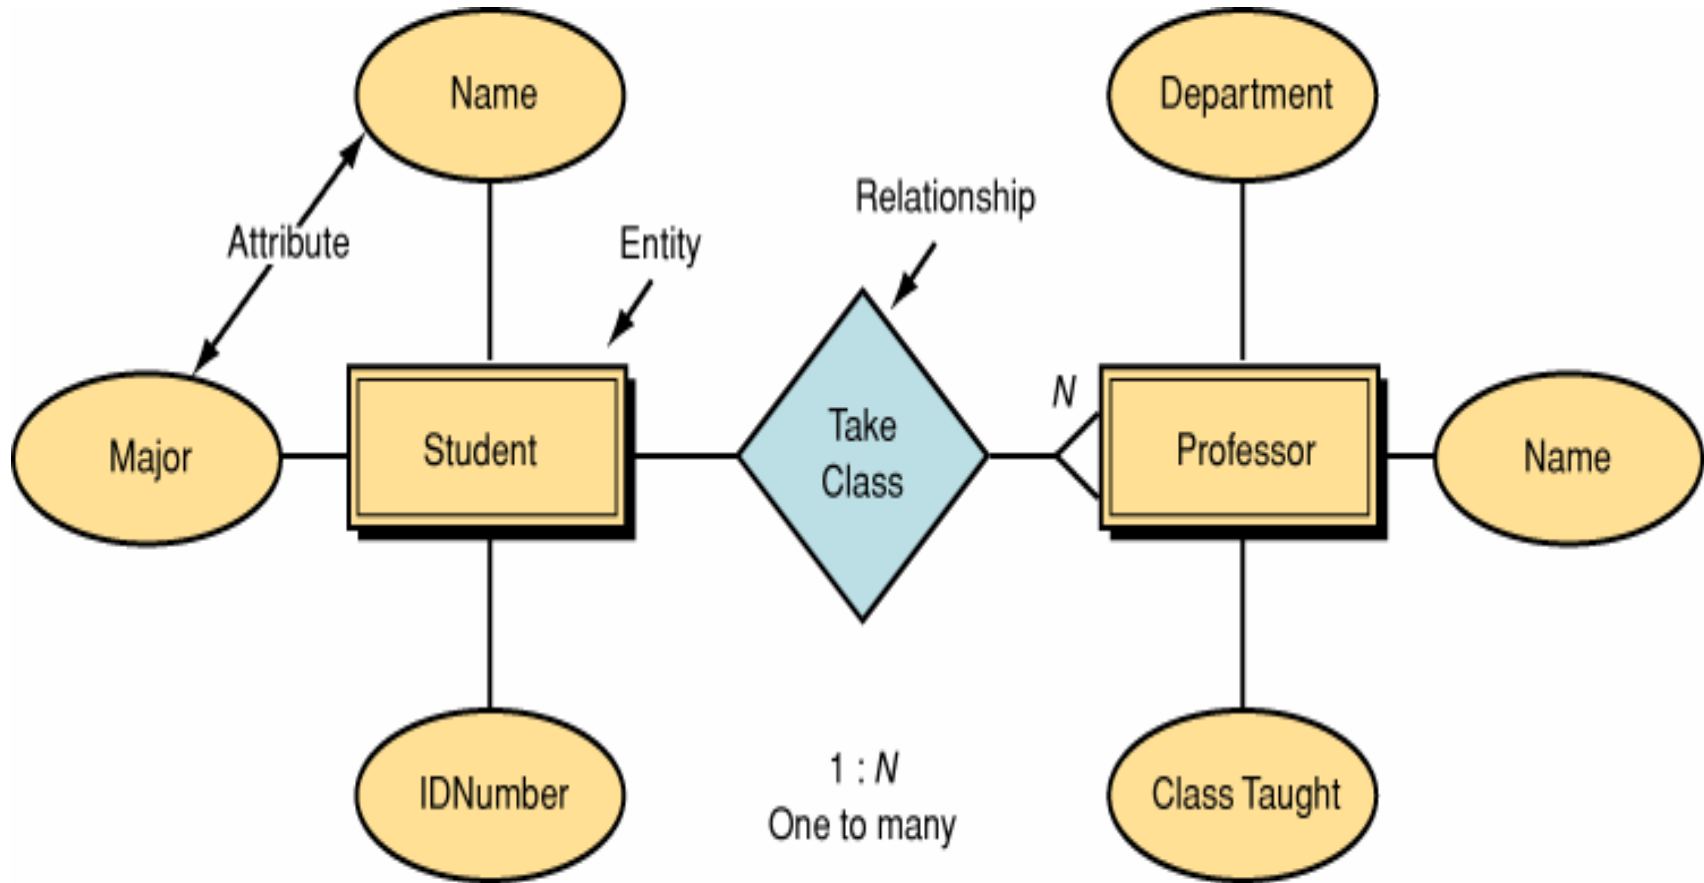 Name
Department
Relationship
Attribute
Entity
N
Major
Student
Take
Class
Professor
Name
IDNumber
1 : N
One to many
Class Taught